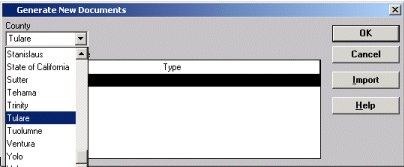 Generate New Documents
County
Tulare
OK
Cancel
Import
Help
Type
Stanislaus
State of California
Sutter
Tehama
Trinity
Tulare
Tuolumne
Ventura
Yolo